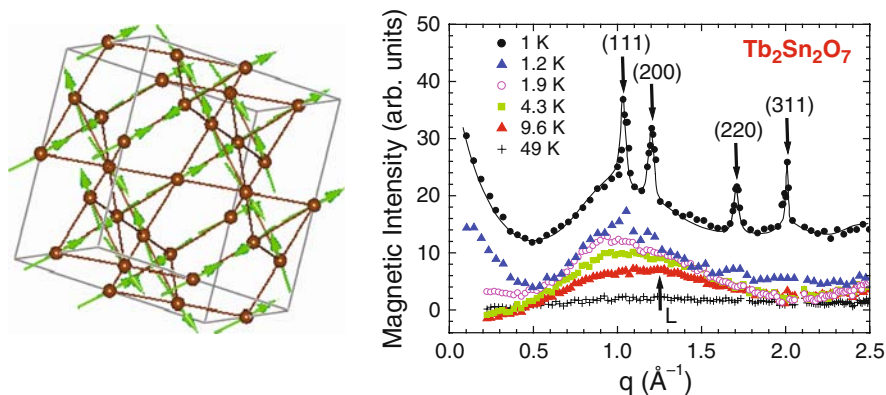 Tb₂Sn₂O₇
1 K
1.2 K
1.9 K
4.3 K
9.6 K
49 K
(111)
(200)
(220)
(311)
L
Magnetic Intensity (arb. units)
50
40
30
20
10
0
0.0 0.5 1.0 1.5 2.0 2.5
q (Å⁻¹)